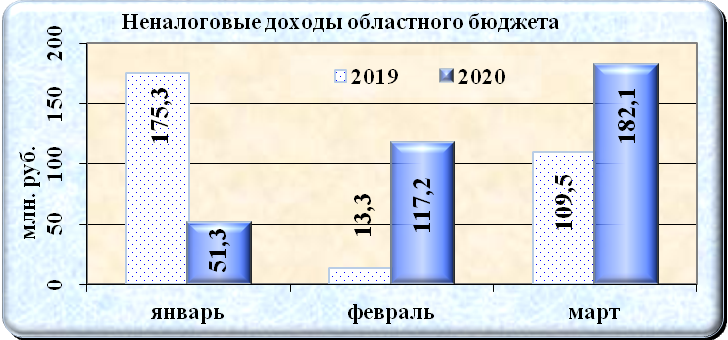 Неналоговые доходы областного бюджета
млн. руб.
200
150
100
50
0
2019
2020
175,3
51,3
13,3
117,2
109,5
182,1
январь
февраль
март